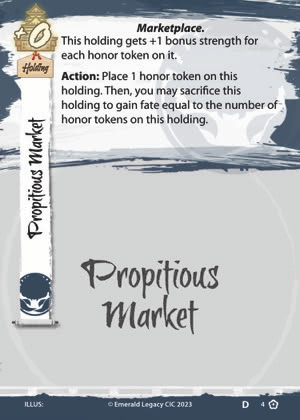 +0
Holding
Marketplace.
This holding gets +1 bonus strength for
each honor token on it.
Action: Place 1 honor token on this
holding. Then, you may sacrifice this
holding to gain fate equal to the number of
honor tokens on this holding.
Propitious Market
Propitious
Market
ILLUS:
© Emerald Legacy CIC 2023
D
4